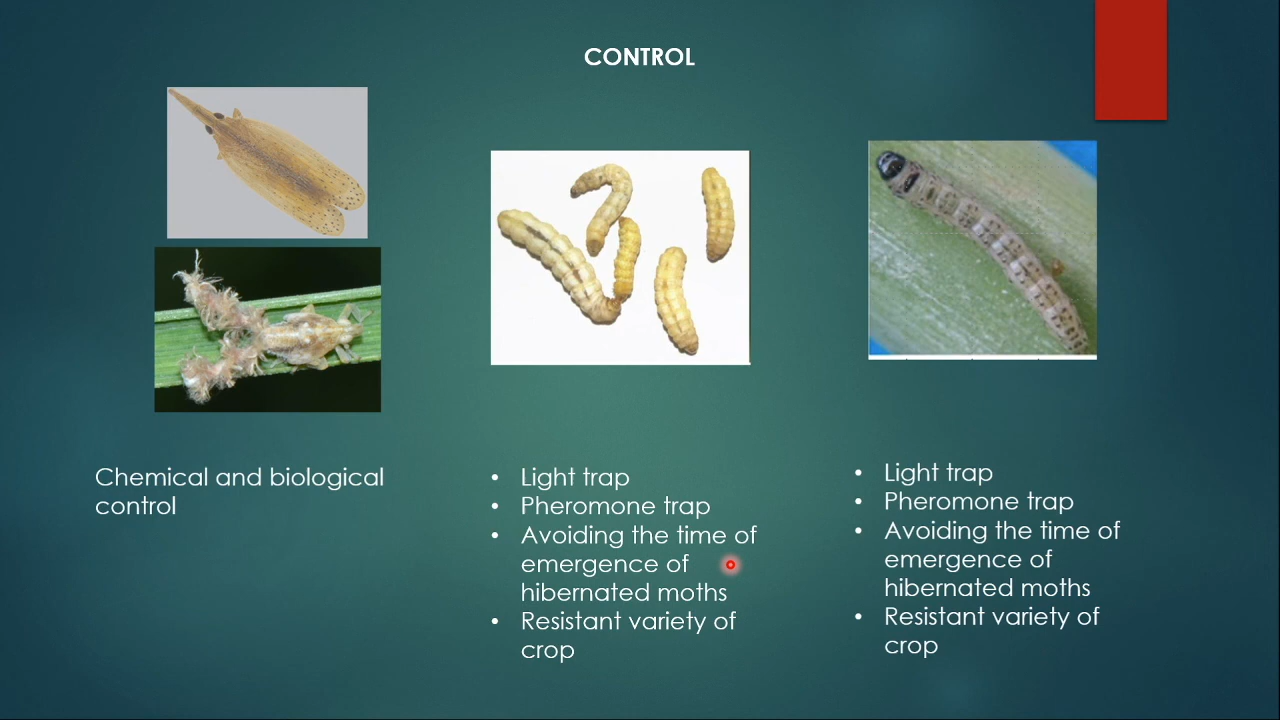 CONTROL
Chemical and biological
control
• Light trap
• Pheromone trap
• Avoiding the time of
emergence of
hibernated moths
• Resistant variety of
crop
• Light trap
• Pheromone trap
• Avoiding the time of
emergence of
hibernated moths
• Resistant variety of
crop